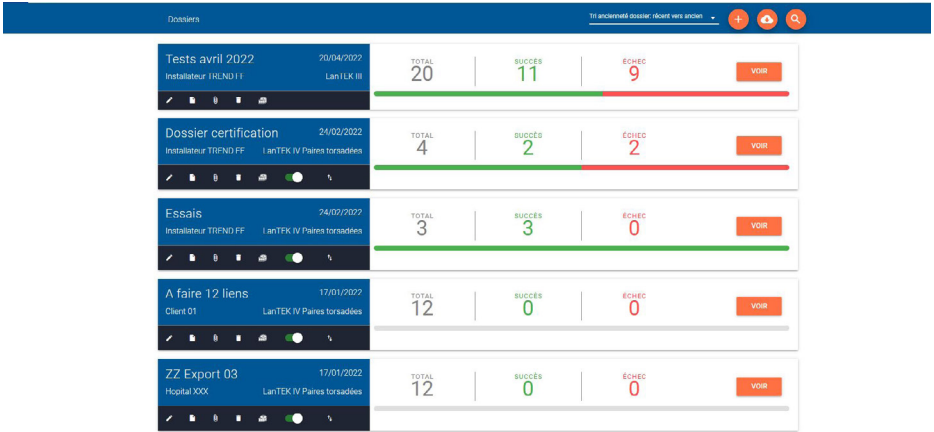 Dossiers
Tri ancienneté dossier: récent vers ancien
Tests avril 2022 20/04/2022
Installateur TREND FF LanTEK III
TOTAL SUCCÈS ÉCHEC
20 11 9
VOIR
Dossier certification 24/02/2022
Installateur TREND FF LanTEK IV Paires torsadées
TOTAL SUCCÈS ÉCHEC
4 2 2
VOIR
Essais 24/02/2022
Installateur TREND FF LanTEK IV Paires torsadées
TOTAL SUCCÈS ÉCHEC
3 3 0
VOIR
A faire 12 liens 17/01/2022
Client 01 LanTEK IV Paires torsadées
TOTAL SUCCÈS ÉCHEC
12 0 0
VOIR
ZZ Export 03 17/01/2022
Hopital XXX LanTEK IV Paires torsadées
TOTAL SUCCÈS ÉCHEC
12 0 0
VOIR